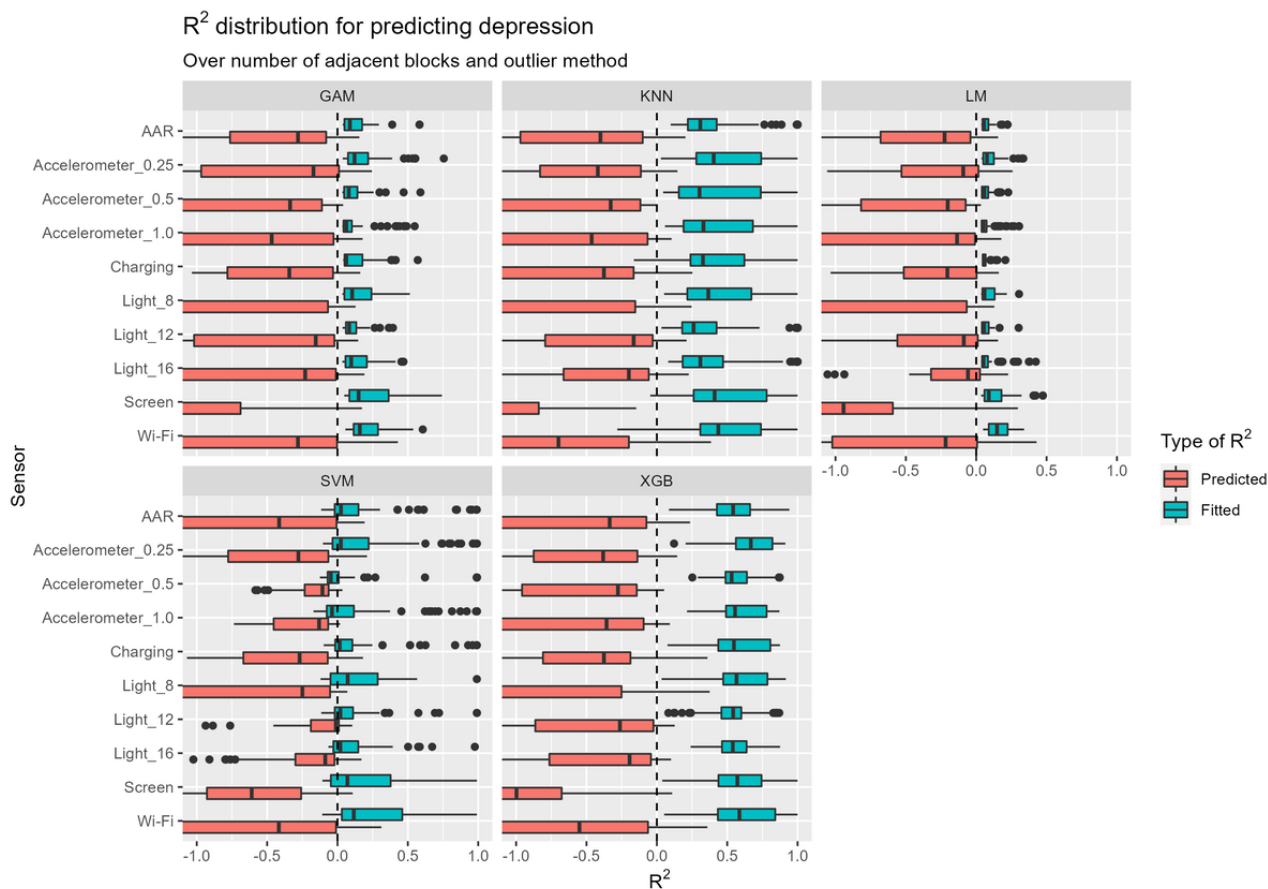 R² distribution for predicting depression
Over number of adjacent blocks and outlier method
GAM
KNN
LM
AAR
Accelerometer_0.25
Accelerometer_0.5
Accelerometer_1.0
Charging
Light_8
Light_12
Light_16
Screen
Wi-Fi
-1.0 -0.5 0.0 0.5 1.0
SVM
XGB
AAR
Accelerometer_0.25
Accelerometer_0.5
Accelerometer_1.0
Charging
Light_8
Light_12
Light_16
Screen
Wi-Fi
-1.0 -0.5 0.0 0.5 1.0
-1.0 -0.5 0.0 0.5 1.0
R²
Sensor
Type of R²
Predicted
Fitted